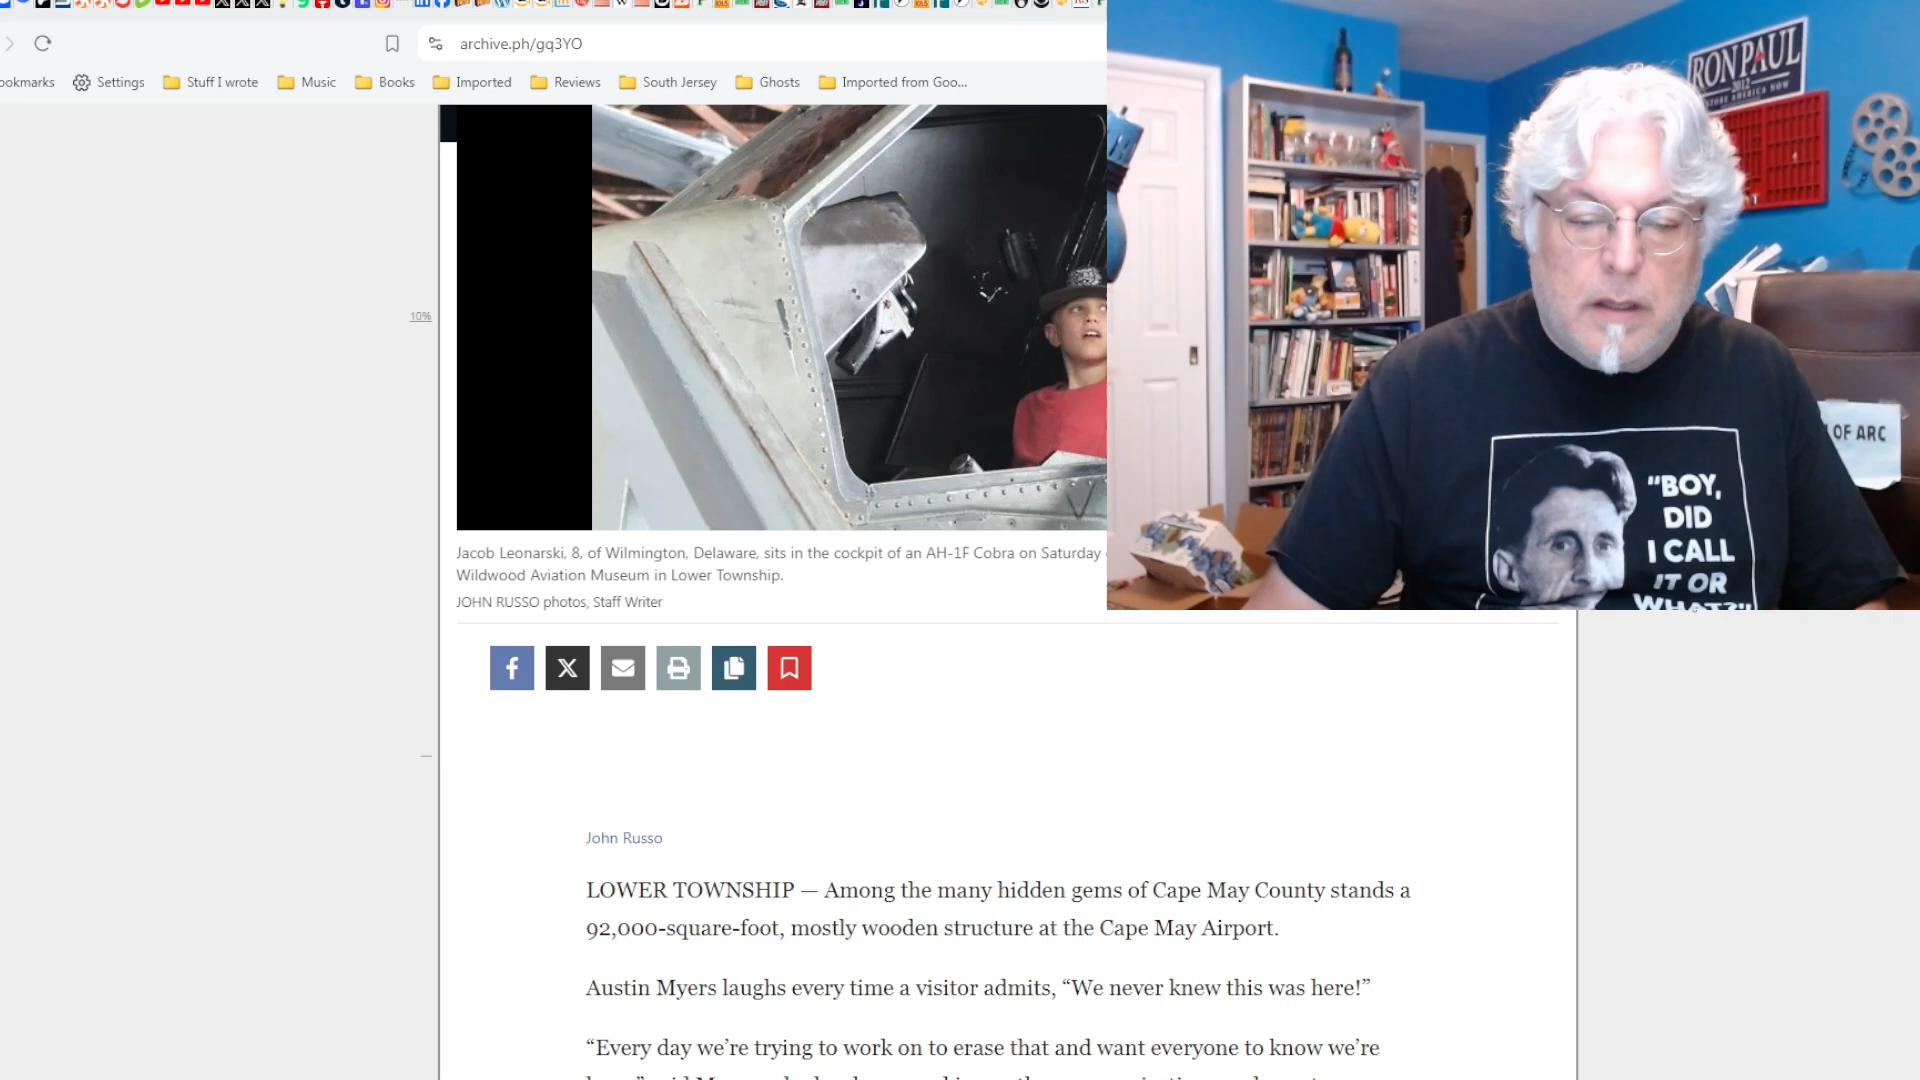 archive.ph/gq3YO
ookmarks Settings Stuff I wrote Music Books Imported Reviews South Jersey Ghosts Imported from Goo...
RON PAUL
2012
STORE AMERICA NOW
10%
OF ARC
"BOY,
DID
I CALL
IT OR
WHAT?"
Jacob Leonarski, 8, of Wilmington, Delaware, sits in the cockpit of an AH-1F Cobra on Saturday
Wildwood Aviation Museum in Lower Township.
JOHN RUSSO photos, Staff Writer
John Russo
LOWER TOWNSHIP — Among the many hidden gems of Cape May County stands a
92,000-square-foot, mostly wooden structure at the Cape May Airport.
Austin Myers laughs every time a visitor admits, “We never knew this was here!”
“Every day we’re trying to work on to erase that and want everyone to know we’re